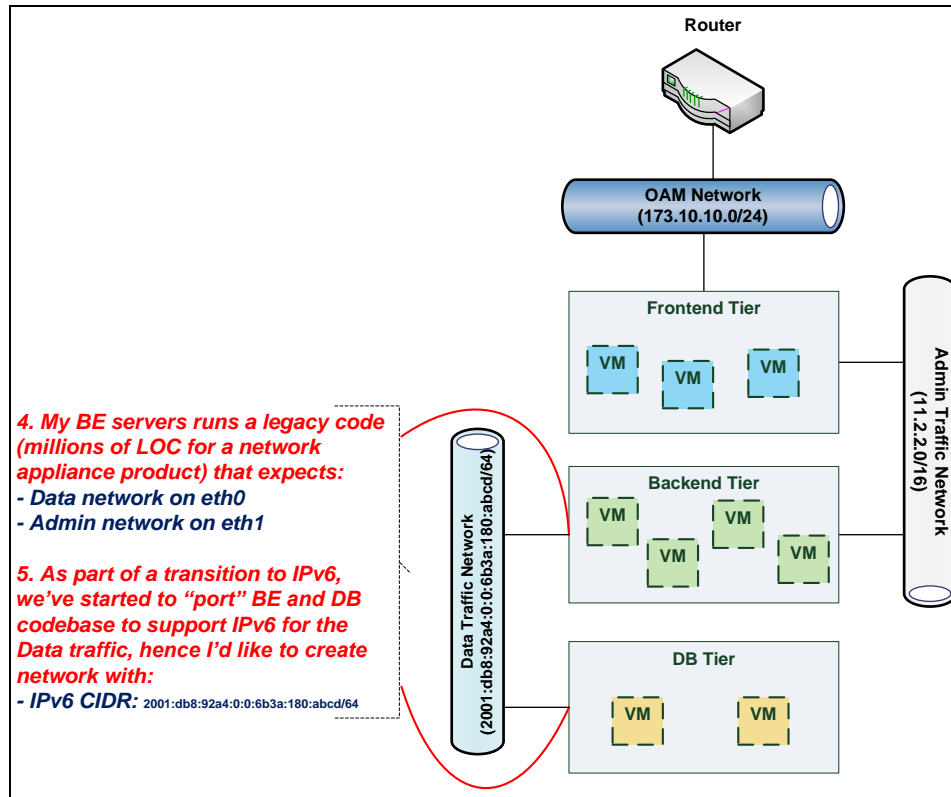 Router
OAM Network
(173.10.10.0/24)
Frontend Tier
VM
VM
VM
Admin Traffic Network
(11.2.2.0/16)
4. My BE servers runs a legacy code
(millions of LOC for a network
appliance product) that expects:
- Data network on eth0
- Admin network on eth1
5. As part of a transition to IPv6,
we've started to “port” BE and DB
codebase to support IPv6 for the
Data traffic, hence I'd like to create
network with:
- IPv6 CIDR: 2001:db8:92a4:0:0:6b3a:180:abcd/64
Data Traffic Network
(2001:db8:92a4:0:0:6b3a:180:abcd/64)
Backend Tier
VM
VM
VM
VM
DB Tier
VM
VM